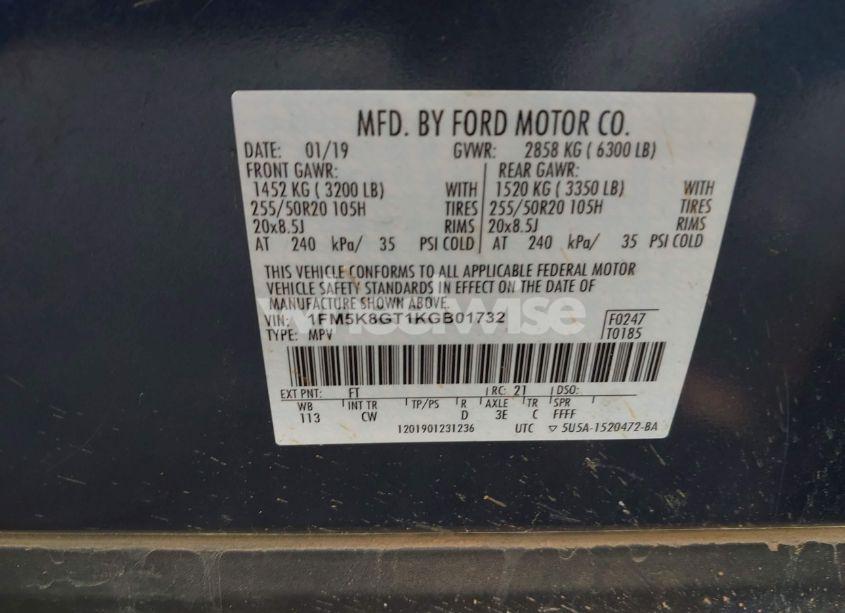 MFD. BY FORD MOTOR CO.
DATE: 01/19 GVWR: 2858 KG ( 6300 LB)
FRONT GAWR: REAR GAWR:
1452 KG ( 3200 LB) WITH 1520 KG ( 3350 LB) WITH
255/50R20 105H TIRES 255/50R20 105H TIRES
20x8.5J RIMS 20x8.5J RIMS
AT 240 kPa/ 35 PSI COLD AT 240 kPa/ 35 PSI COLD
THIS VEHICLE CONFORMS TO ALL APPLICABLE FEDERAL MOTOR
VEHICLE SAFETY STANDARDS IN EFFECT ON THE DATE OF
MANUFACTURE SHOWN ABOVE.
wheelwise
VIN: 1FM5K8GT1KGB01732 F0247
TYPE: MPV T0185
EXT PNT: FT RC: 21 DSO:
WB INT TR TP/PS R AXLE TR SPR
113 CW D 3E C FFFF
1201901231236 UTC ▽ 5U5A-1520472-BA